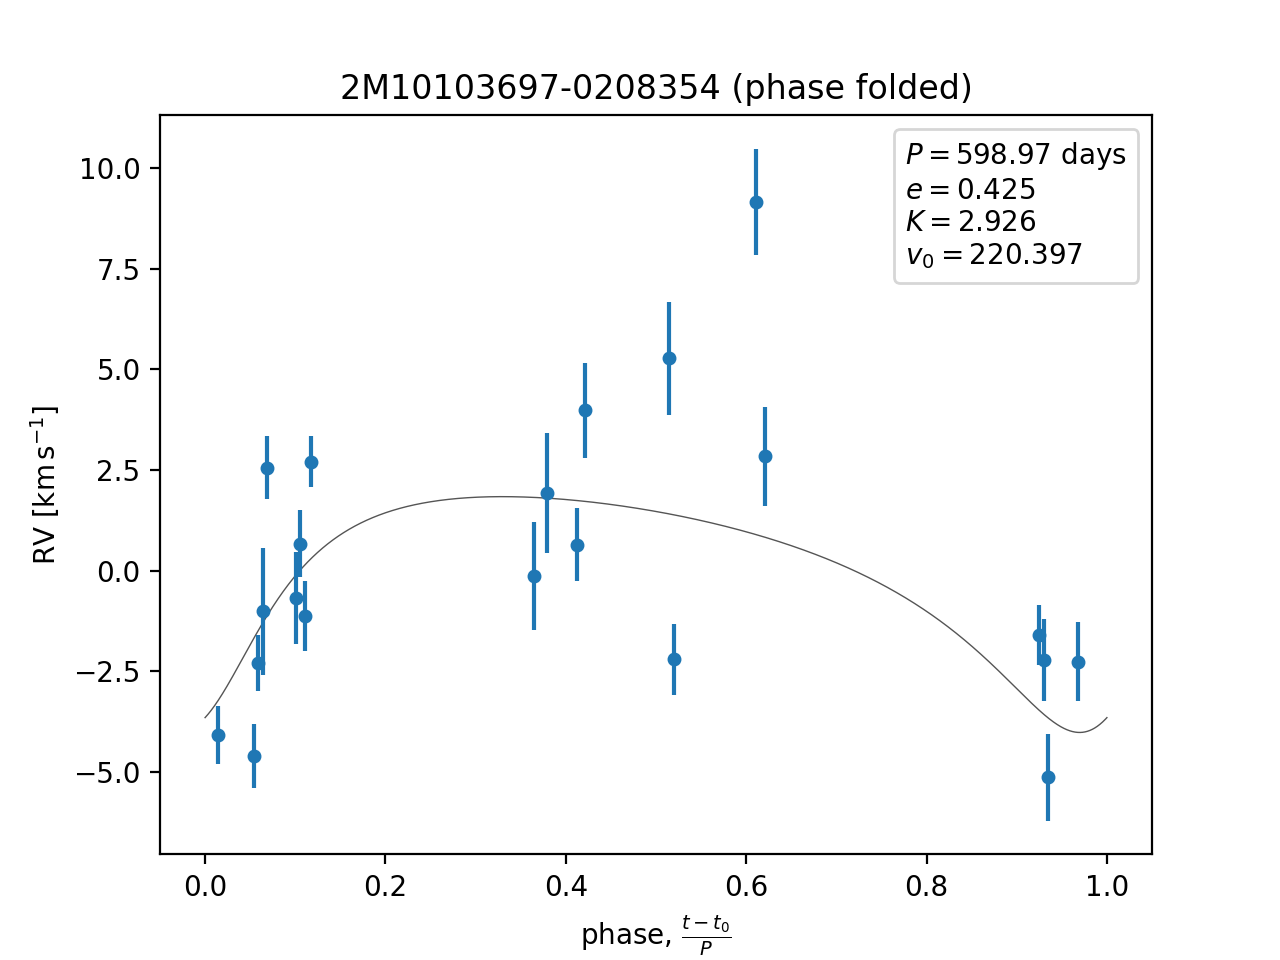 2M10103697-0208354 (phase folded)
P = 598.97 days
e = 0.425
K = 2.926
v₀ = 220.397
RV [km s⁻¹]
10.0
7.5
5.0
2.5
0.0
−2.5
−5.0
0.0 0.2 0.4 0.6 0.8 1.0
phase, (t − t₀)/P